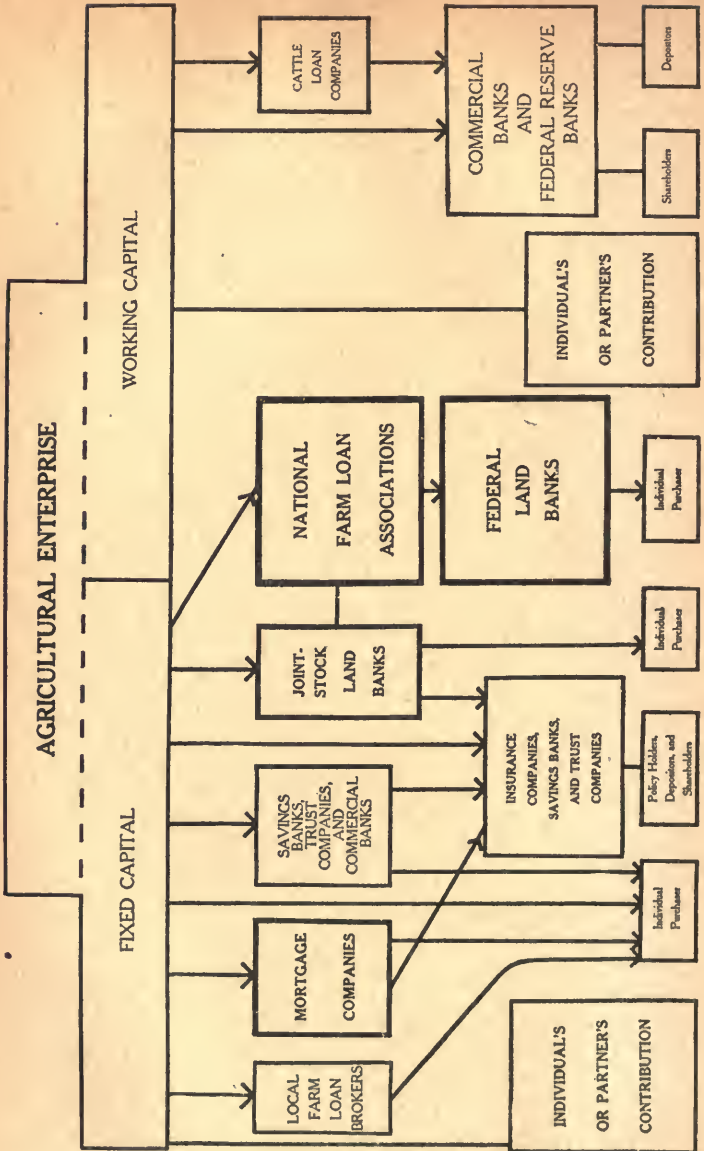 AGRICULTURAL ENTERPRISE
FIXED CAPITAL
WORKING CAPITAL
LOCAL
FARM
LOAN
BROKERS
MORTGAGE
COMPANIES
SAVINGS
BANKS,
TRUST
COMPANIES,
AND
COMMERCIAL
BANKS
JOINT-
STOCK
LAND
BANKS
NATIONAL
FARM LOAN
ASSOCIATIONS
CATTLE
LOAN
COMPANIES
INDIVIDUAL'S
OR PARTNER'S
CONTRIBUTION
INSURANCE
COMPANIES,
SAVINGS BANKS,
AND TRUST
COMPANIES
FEDERAL
LAND
BANKS
INDIVIDUAL'S
OR PARTNER'S
CONTRIBUTION
COMMERCIAL
BANKS
AND
FEDERAL RESERVE
BANKS
Individual
Purchaser
Policy Holders,
Depositors, and
Shareholders
Individual
Purchaser
Individual
Purchaser
Shareholders
Depositors